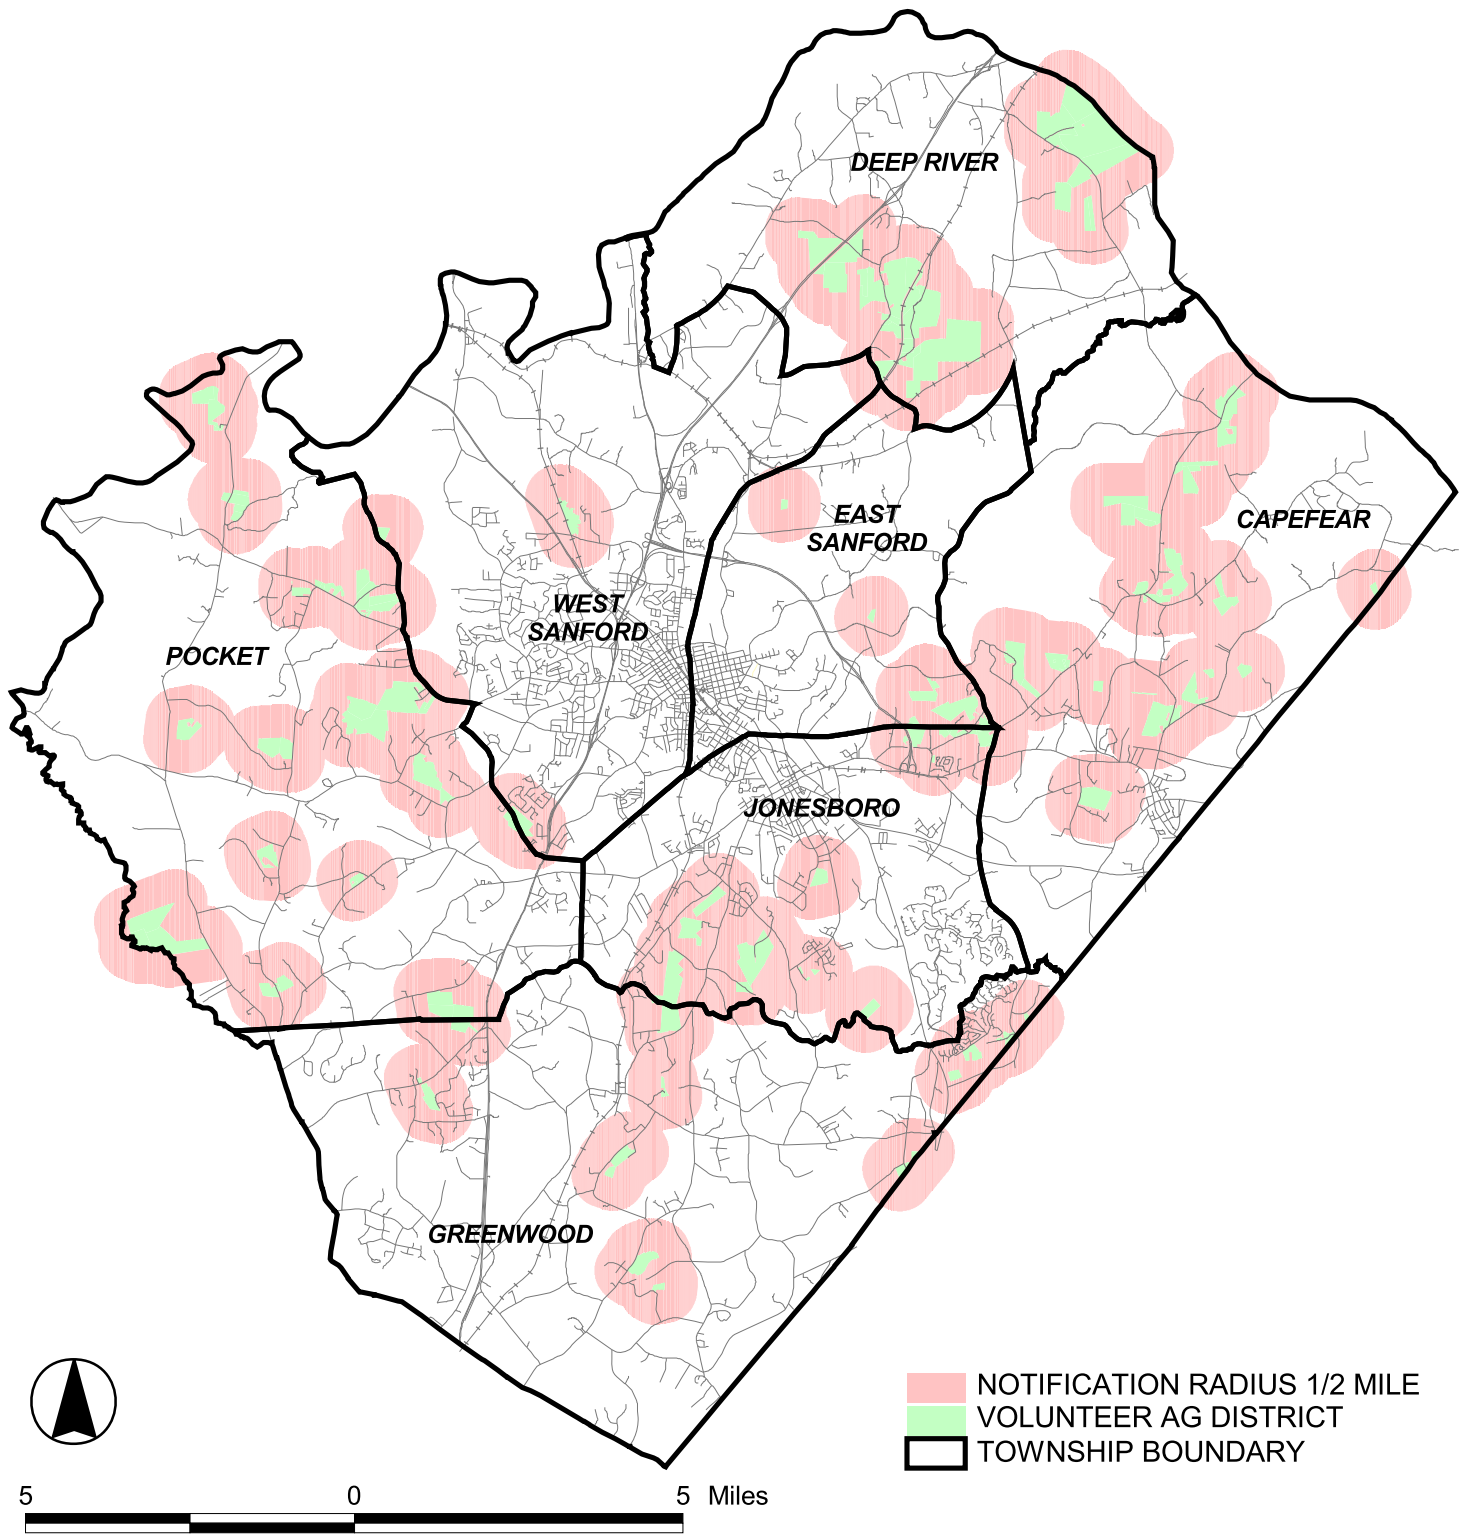 DEEP RIVER
EAST
SANFORD
CAPEFEAR
WEST
SANFORD
POCKET
JONESBORO
GREENWOOD
NOTIFICATION RADIUS 1/2 MILE
VOLUNTEER AG DISTRICT
TOWNSHIP BOUNDARY
5 0 5 Miles